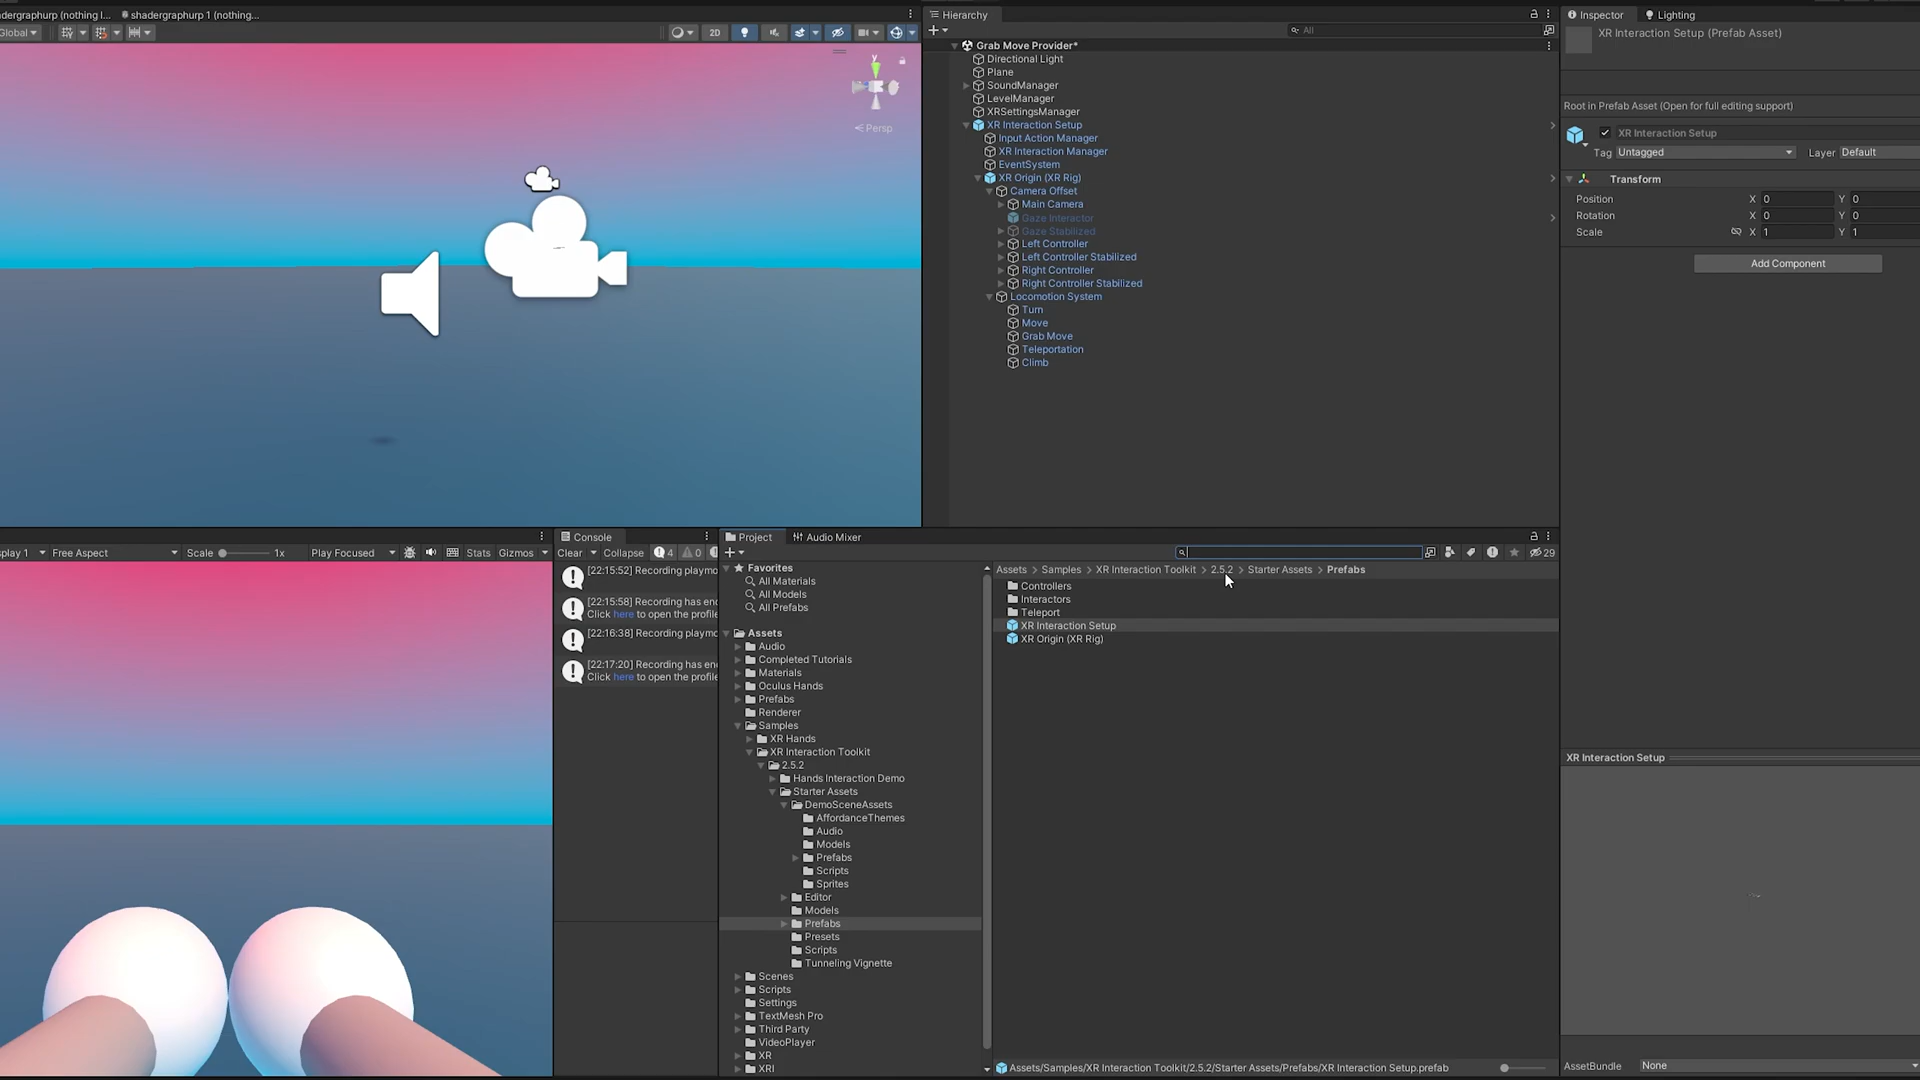 dergraphurp (nothing l...
shadergraphurp 1 (nothing...
Global
2D
Persp
Hierarchy
All
Grab Move Provider*
Directional Light
Plane
SoundManager
LevelManager
XRSettingsManager
XR Interaction Setup
Input Action Manager
XR Interaction Manager
EventSystem
XR Origin (XR Rig)
Camera Offset
Main Camera
Gaze Interactor
Gaze Stabilized
Left Controller
Left Controller Stabilized
Right Controller
Right Controller Stabilized
Locomotion System
Turn
Move
Grab Move
Teleportation
Climb
Inspector
Lighting
XR Interaction Setup (Prefab Asset)
Root in Prefab Asset (Open for full editing support)
XR Interaction Setup
Tag Untagged
Layer Default
Transform
Position X 0 Y 0
Rotation X 0 Y 0
Scale X 1 Y 1
Add Component
XR Interaction Setup
AssetBundle None
play 1
Free Aspect
Scale 1x
Play Focused
Stats
Gizmos
Console
Clear
Collapse
4
0
[22:15:52] Recording playmo
[22:15:58] Recording has en
Click here to open the profile
[22:16:38] Recording playmo
[22:17:20] Recording has en
Click here to open the profile
Project
Audio Mixer
29
Favorites
All Materials
All Models
All Prefabs
Assets
Audio
Completed Tutorials
Materials
Oculus Hands
Prefabs
Renderer
Samples
XR Hands
XR Interaction Toolkit
2.5.2
Hands Interaction Demo
Starter Assets
DemoSceneAssets
AffordanceThemes
Audio
Models
Prefabs
Scripts
Sprites
Editor
Models
Prefabs
Presets
Scripts
Tunneling Vignette
Scenes
Scripts
Settings
TextMesh Pro
Third Party
VideoPlayer
XR
XRI
Assets > Samples > XR Interaction Toolkit > 2.5.2 > Starter Assets > Prefabs
Controllers
Interactors
Teleport
XR Interaction Setup
XR Origin (XR Rig)
Assets/Samples/XR Interaction Toolkit/2.5.2/Starter Assets/Prefabs/XR Interaction Setup.prefab